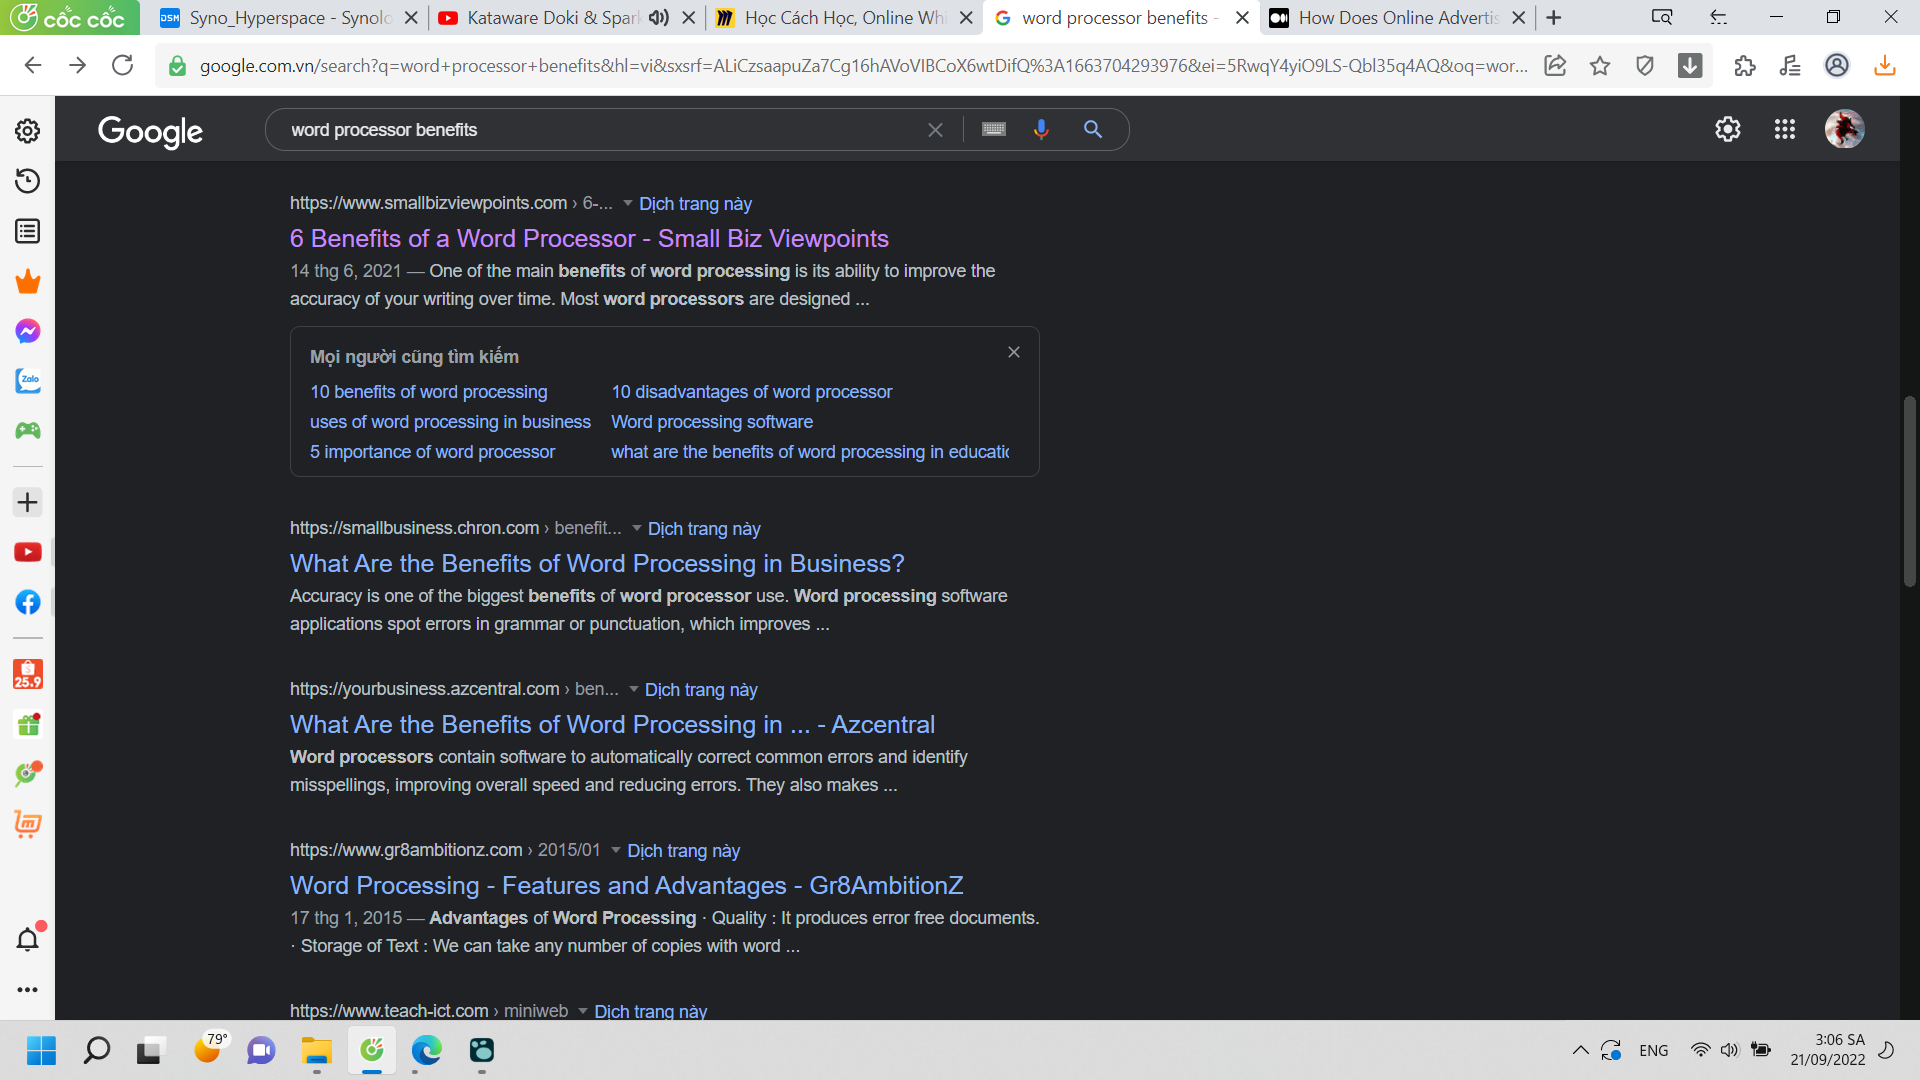 cốc cốc
DSM Syno_Hyperspace - Synolo
Kataware Doki & Spark
Học Cách Học, Online Whi
word processor benefits -
How Does Online Advertis
google.com.vn/search?q=word+processor+benefits&hl=vi&sxsrf=ALiCzsaapuZa7Cg16hAVoVIBCoX6wtDifQ%3A1663704293976&ei=5RwqY4yiO9LS-Qbl35q4AQ&oq=wor...
Google
word processor benefits
https://www.smallbizviewpoints.com › 6-... Dịch trang này
6 Benefits of a Word Processor - Small Biz Viewpoints
14 thg 6, 2021 — One of the main benefits of word processing is its ability to improve the
accuracy of your writing over time. Most word processors are designed ...
Mọi người cũng tìm kiếm
10 benefits of word processing
10 disadvantages of word processor
uses of word processing in business
Word processing software
5 importance of word processor
what are the benefits of word processing in educatio
https://smallbusiness.chron.com › benefit... Dịch trang này
What Are the Benefits of Word Processing in Business?
Accuracy is one of the biggest benefits of word processor use. Word processing software
applications spot errors in grammar or punctuation, which improves ...
https://yourbusiness.azcentral.com › ben... Dịch trang này
What Are the Benefits of Word Processing in ... - Azcentral
Word processors contain software to automatically correct common errors and identify
misspellings, improving overall speed and reducing errors. They also makes ...
https://www.gr8ambitionz.com › 2015/01 Dịch trang này
Word Processing - Features and Advantages - Gr8AmbitionZ
17 thg 1, 2015 — Advantages of Word Processing · Quality : It produces error free documents.
· Storage of Text : We can take any number of copies with word ...
https://www.teach-ict.com › miniweb Dịch trang này
Zalo
25.9
79°
ENG
3:06 SA
21/09/2022